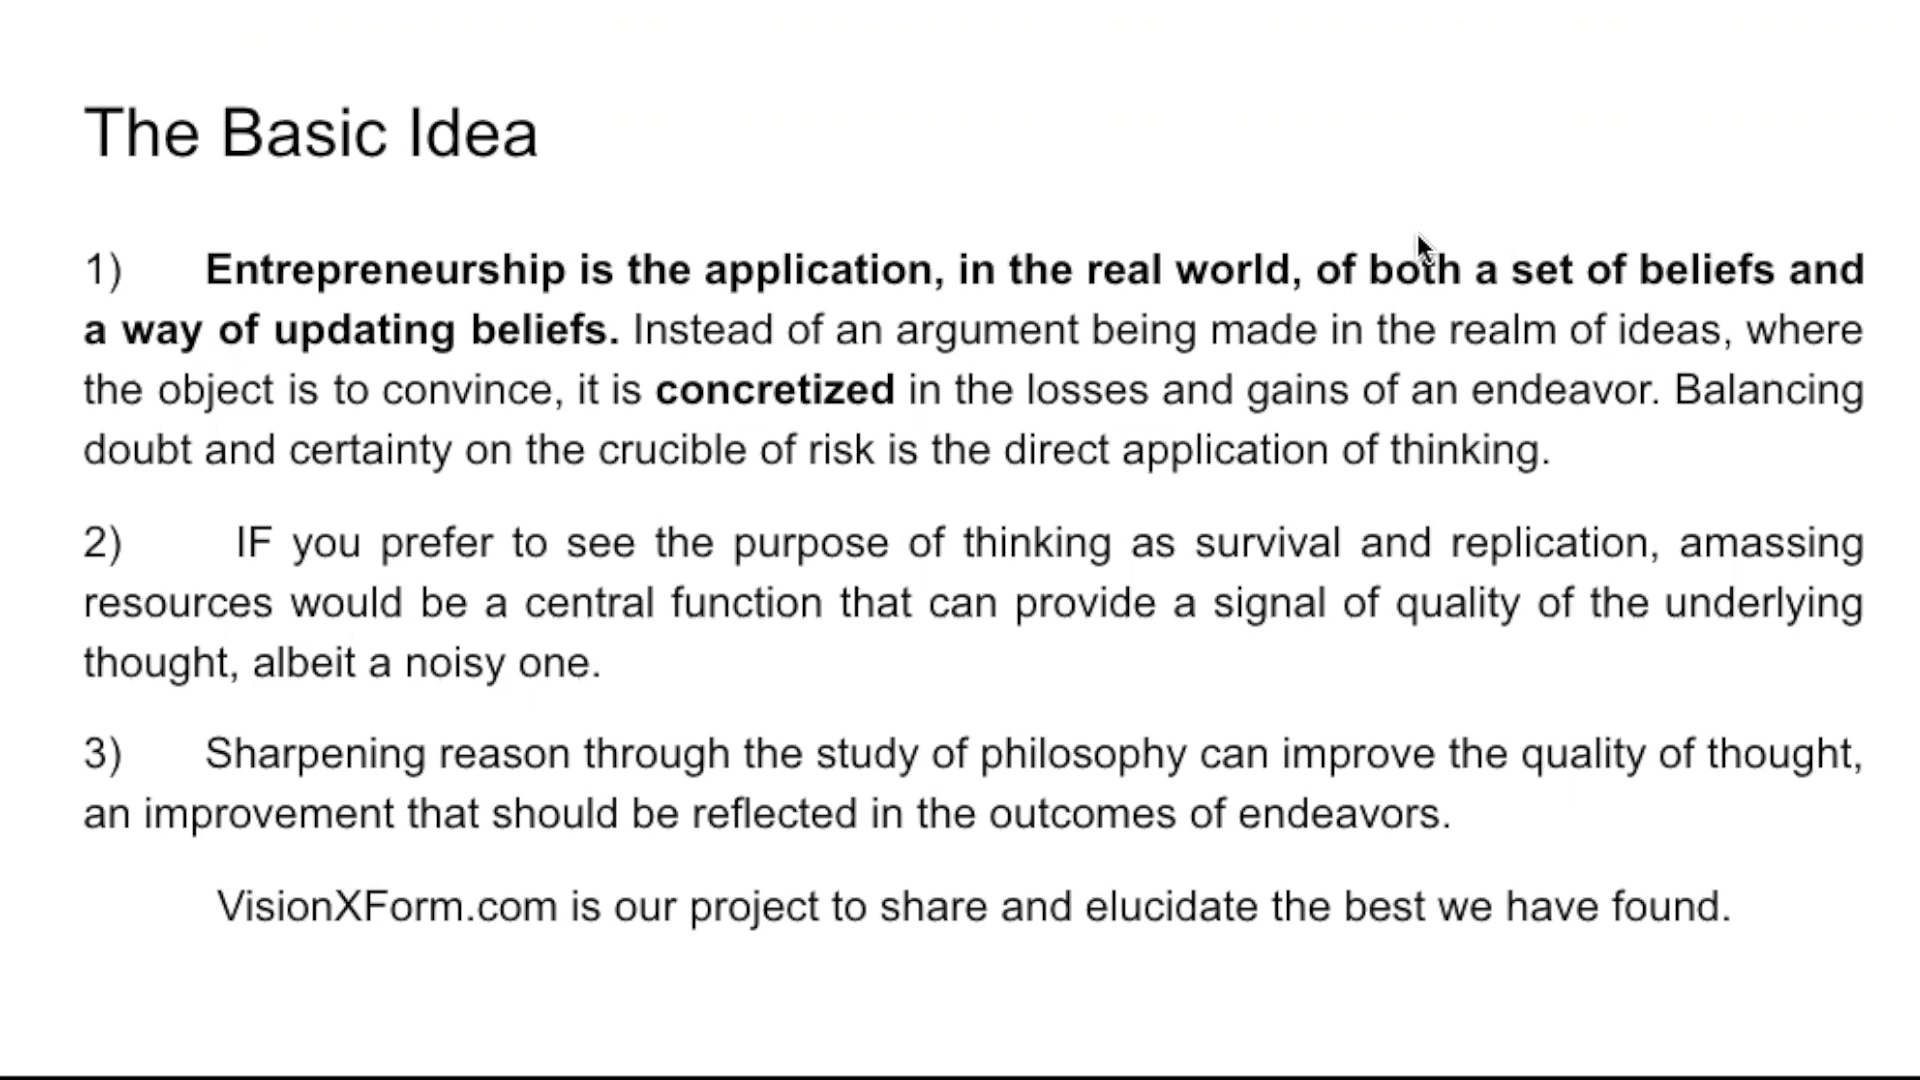 The Basic Idea
1) Entrepreneurship is the application, in the real world, of both a set of beliefs and
a way of updating beliefs. Instead of an argument being made in the realm of ideas, where
the object is to convince, it is concretized in the losses and gains of an endeavor. Balancing
doubt and certainty on the crucible of risk is the direct application of thinking.
2) IF you prefer to see the purpose of thinking as survival and replication, amassing
resources would be a central function that can provide a signal of quality of the underlying
thought, albeit a noisy one.
3) Sharpening reason through the study of philosophy can improve the quality of thought,
an improvement that should be reflected in the outcomes of endeavors.
VisionXForm.com is our project to share and elucidate the best we have found.